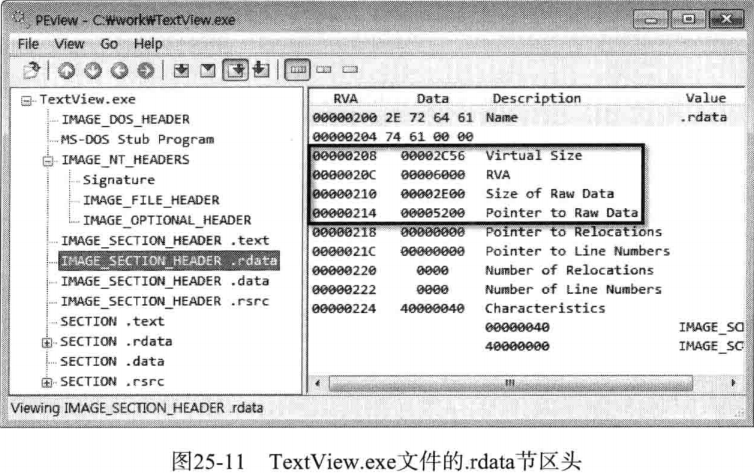 PEview - C:₩work₩TextView.exe
File View Go Help
TextView.exe
IMAGE_DOS_HEADER
MS-DOS Stub Program
IMAGE_NT_HEADERS
Signature
IMAGE_FILE_HEADER
IMAGE_OPTIONAL_HEADER
IMAGE_SECTION_HEADER .text
IMAGE_SECTION_HEADER .rdata
IMAGE_SECTION_HEADER .data
IMAGE_SECTION_HEADER .rsrc
SECTION .text
SECTION .rdata
SECTION .data
SECTION .rsrc
RVA Data Description Value
00000200 2E 72 64 61 Name .rdata
00000204 74 61 00 00
00000208 00002C56 Virtual Size
0000020C 00006000 RVA
00000210 00002E00 Size of Raw Data
00000214 00005200 Pointer to Raw Data
00000218 00000000 Pointer to Relocations
0000021C 00000000 Pointer to Line Numbers
00000220 0000 Number of Relocations
00000222 0000 Number of Line Numbers
00000224 40000040 Characteristics
00000040 IMAGE_SC
40000000 IMAGE_SC
Viewing IMAGE_SECTION_HEADER .rdata
图25-11 TextView.exe文件的.rdata节区头